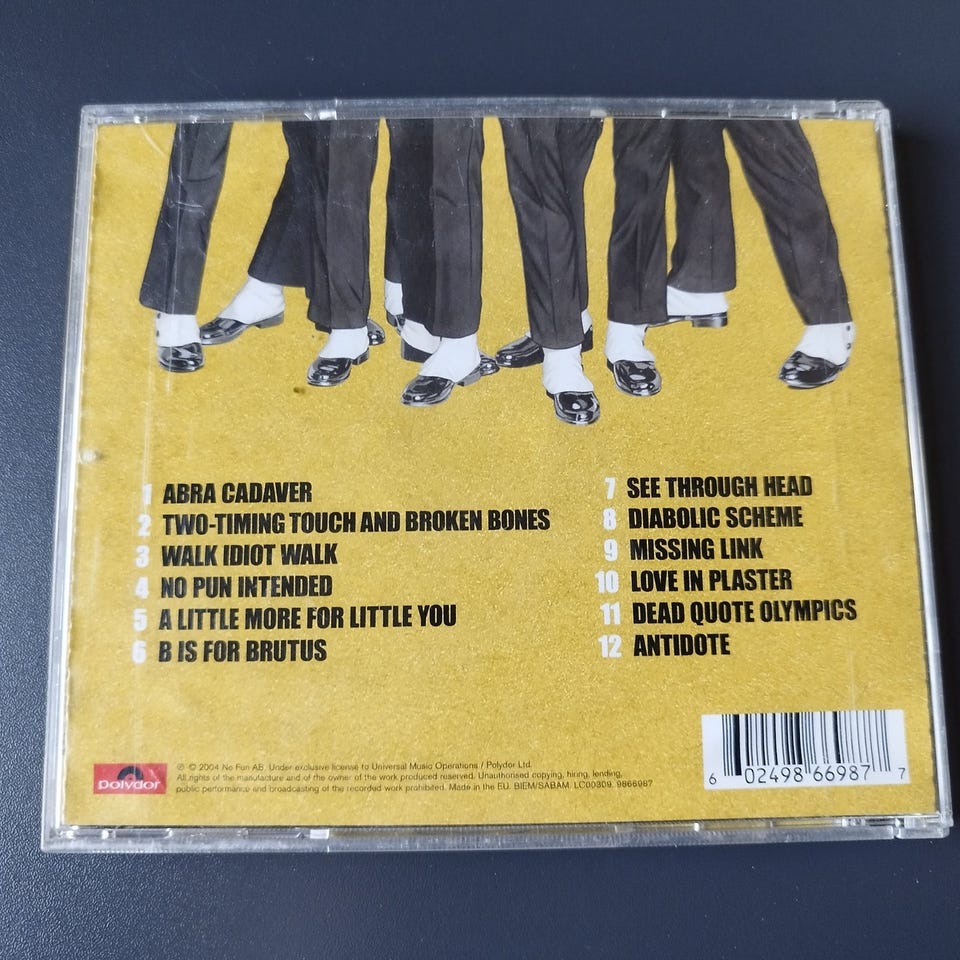 1 ABRA CADAVER
2 TWO-TIMING TOUCH AND BROKEN BONES
3 WALK IDIOT WALK
4 NO PUN INTENDED
5 A LITTLE MORE FOR LITTLE YOU
6 B IS FOR BRUTUS
7 SEE THROUGH HEAD
8 DIABOLIC SCHEME
9 MISSING LINK
10 LOVE IN PLASTER
11 DEAD QUOTE OLYMPICS
12 ANTIDOTE
Polydor
℗ © 2004 No Fun AB. Under exclusive license to Universal Music Operations / Polydor Ltd.
All rights of the manufacture and of the owner of the work produced reserved. Unauthorised copying, hiring, lending,
public performance and broadcasting of the recorded work prohibited. Made in the EU. BIEM/SABAM. LC00309. 9866987
6 02498 66987 7